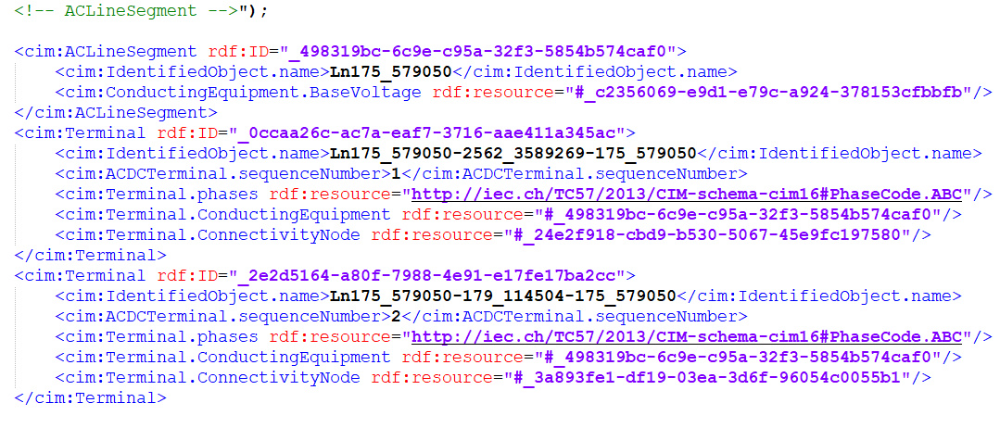 <!-- ACLineSegment -->");
<cim:ACLineSegment rdf:ID="_498319bc-6c9e-c95a-32f3-5854b574caf0">
<cim:IdentifiedObject.name>Ln175_579050</cim:IdentifiedObject.name>
<cim:ConductingEquipment.BaseVoltage rdf:resource="#_c2356069-e9d1-e79c-a924-378153cfbbfb"/>
</cim:ACLineSegment>
<cim:Terminal rdf:ID="_0ccaa26c-ac7a-eaf7-3716-aae411a345ac">
<cim:IdentifiedObject.name>Ln175_579050-2562_3589269-175_579050</cim:IdentifiedObject.name>
<cim:ACDCTerminal.sequenceNumber>1</cim:ACDCTerminal.sequenceNumber>
<cim:Terminal.phases rdf:resource="http://iec.ch/TC57/2013/CIM-schema-cim16#PhaseCode.ABC"/>
<cim:Terminal.ConductingEquipment rdf:resource="#_498319bc-6c9e-c95a-32f3-5854b574caf0"/>
<cim:Terminal.ConnectivityNode rdf:resource="#_24e2f918-cbd9-b530-5067-45e9fc197580"/>
</cim:Terminal>
<cim:Terminal rdf:ID="_2e2d5164-a80f-7988-4e91-e17fe17ba2cc">
<cim:IdentifiedObject.name>Ln175_579050-179_114504-175_579050</cim:IdentifiedObject.name>
<cim:ACDCTerminal.sequenceNumber>2</cim:ACDCTerminal.sequenceNumber>
<cim:Terminal.phases rdf:resource="http://iec.ch/TC57/2013/CIM-schema-cim16#PhaseCode.ABC"/>
<cim:Terminal.ConductingEquipment rdf:resource="#_498319bc-6c9e-c95a-32f3-5854b574caf0"/>
<cim:Terminal.ConnectivityNode rdf:resource="#_3a893fe1-df19-03ea-3d6f-96054c0055b1"/>
</cim:Terminal>